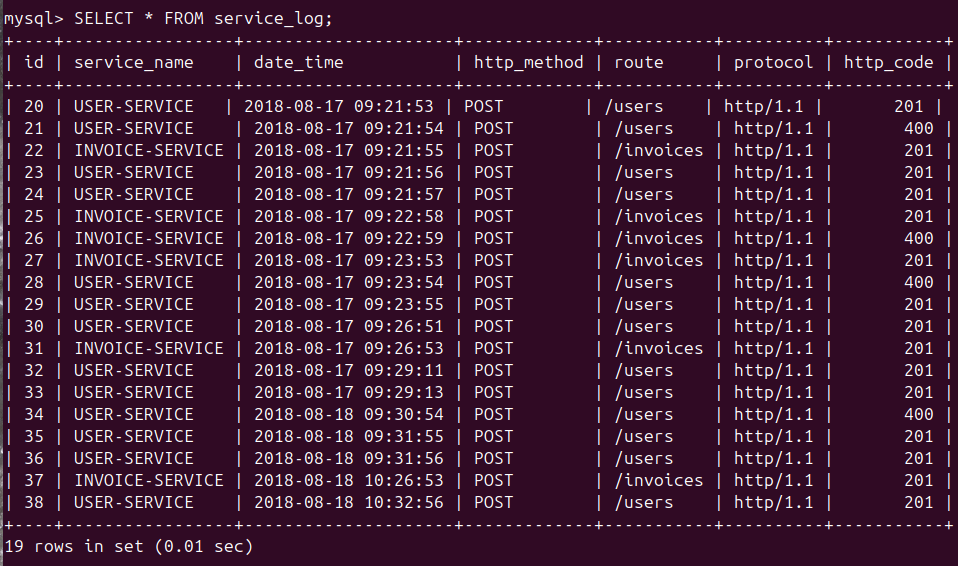 mysql> SELECT * FROM service_log;
+----+-----------------+---------------------+-------------+-----------+----------+-----------+
| id | service_name    | date_time           | http_method | route     | protocol | http_code |
+----+-----------------+---------------------+-------------+-----------+----------+-----------+
| 20 | USER-SERVICE    | 2018-08-17 09:21:53 | POST        | /users    | http/1.1 |       201 |
| 21 | USER-SERVICE    | 2018-08-17 09:21:54 | POST        | /users    | http/1.1 |       400 |
| 22 | INVOICE-SERVICE | 2018-08-17 09:21:55 | POST        | /invoices | http/1.1 |       201 |
| 23 | USER-SERVICE    | 2018-08-17 09:21:56 | POST        | /users    | http/1.1 |       201 |
| 24 | USER-SERVICE    | 2018-08-17 09:21:57 | POST        | /users    | http/1.1 |       201 |
| 25 | INVOICE-SERVICE | 2018-08-17 09:22:58 | POST        | /invoices | http/1.1 |       201 |
| 26 | INVOICE-SERVICE | 2018-08-17 09:22:59 | POST        | /invoices | http/1.1 |       400 |
| 27 | INVOICE-SERVICE | 2018-08-17 09:23:53 | POST        | /invoices | http/1.1 |       201 |
| 28 | USER-SERVICE    | 2018-08-17 09:23:54 | POST        | /users    | http/1.1 |       400 |
| 29 | USER-SERVICE    | 2018-08-17 09:23:55 | POST        | /users    | http/1.1 |       201 |
| 30 | USER-SERVICE    | 2018-08-17 09:26:51 | POST        | /users    | http/1.1 |       201 |
| 31 | INVOICE-SERVICE | 2018-08-17 09:26:53 | POST        | /invoices | http/1.1 |       201 |
| 32 | USER-SERVICE    | 2018-08-17 09:29:11 | POST        | /users    | http/1.1 |       201 |
| 33 | USER-SERVICE    | 2018-08-17 09:29:13 | POST        | /users    | http/1.1 |       201 |
| 34 | USER-SERVICE    | 2018-08-18 09:30:54 | POST        | /users    | http/1.1 |       400 |
| 35 | USER-SERVICE    | 2018-08-18 09:31:55 | POST        | /users    | http/1.1 |       201 |
| 36 | USER-SERVICE    | 2018-08-18 09:31:56 | POST        | /users    | http/1.1 |       201 |
| 37 | INVOICE-SERVICE | 2018-08-18 10:26:53 | POST        | /invoices | http/1.1 |       201 |
| 38 | USER-SERVICE    | 2018-08-18 10:32:56 | POST        | /users    | http/1.1 |       201 |
+----+-----------------+---------------------+-------------+-----------+----------+-----------+
19 rows in set (0.01 sec)